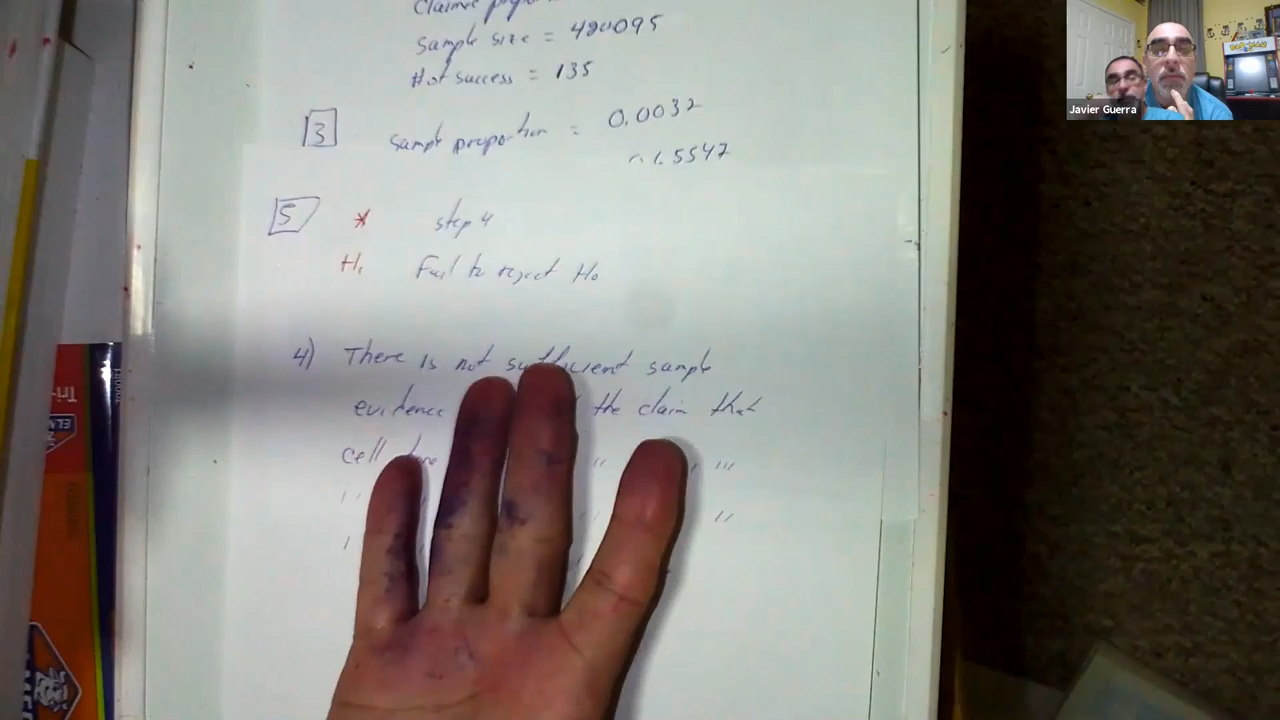 Sample size = 420095
# of success = 135
3 sample proportion = 0.0032
1.5547
5 * step 4
H₁ Fail to reject H₀
4) There is not sufficient sample
evidence the claim that
cell
Javier Guerra